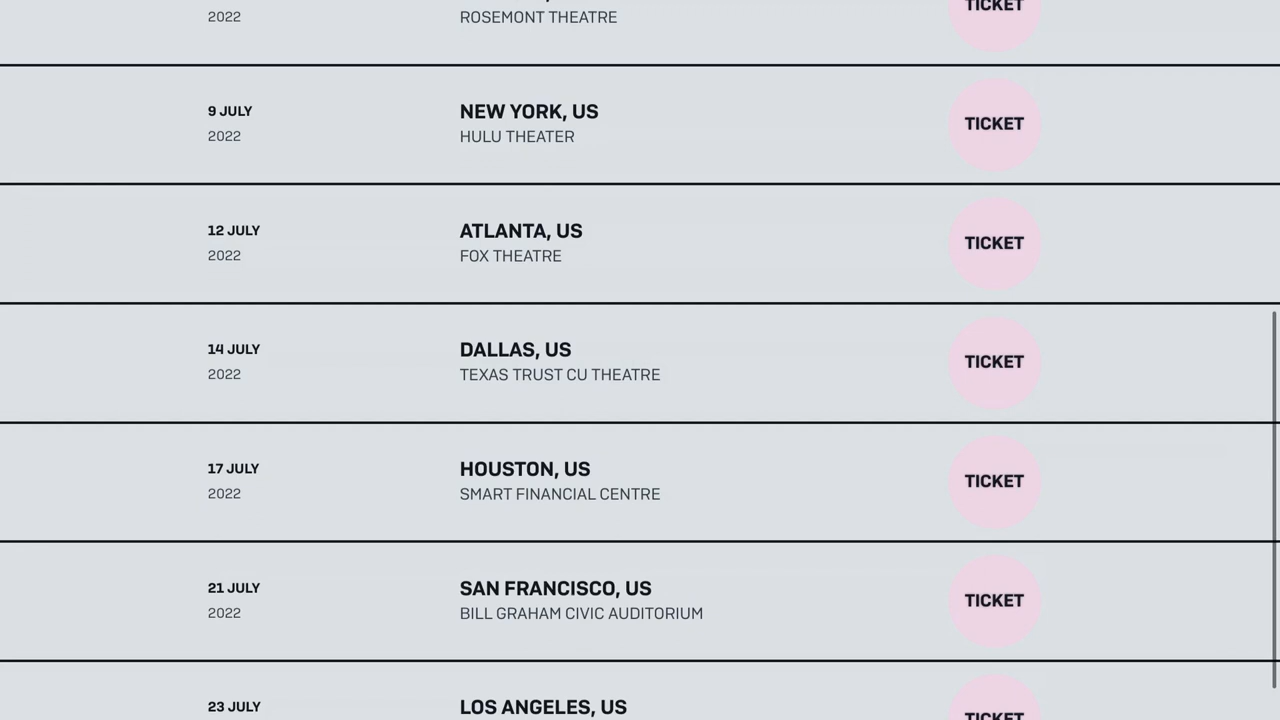 2022
ROSEMONT THEATRE
TICKET
9 JULY
2022
NEW YORK, US
HULU THEATER
TICKET
12 JULY
2022
ATLANTA, US
FOX THEATRE
TICKET
14 JULY
2022
DALLAS, US
TEXAS TRUST CU THEATRE
TICKET
17 JULY
2022
HOUSTON, US
SMART FINANCIAL CENTRE
TICKET
21 JULY
2022
SAN FRANCISCO, US
BILL GRAHAM CIVIC AUDITORIUM
TICKET
23 JULY
LOS ANGELES, US
TICKET